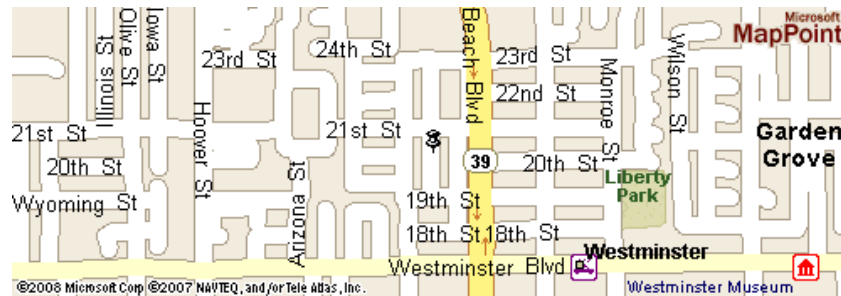 Microsoft
MapPoint
Illinois St
Olive St
Iowa St
Hoover St
23rd St
24th St
Beach Blvd
23rd St
22nd St
Monroe St
Wilson St
21st St
21st St
Garden
Grove
20th St
39
20th St
Liberty
Park
Wyoming St
Arizona St
19th St
18th St
18th St
Westminster
Westminster Blvd
©2008 Microsoft Corp ©2007 NAVTEQ, and/or Tele Atlas, Inc.
Westminster Museum